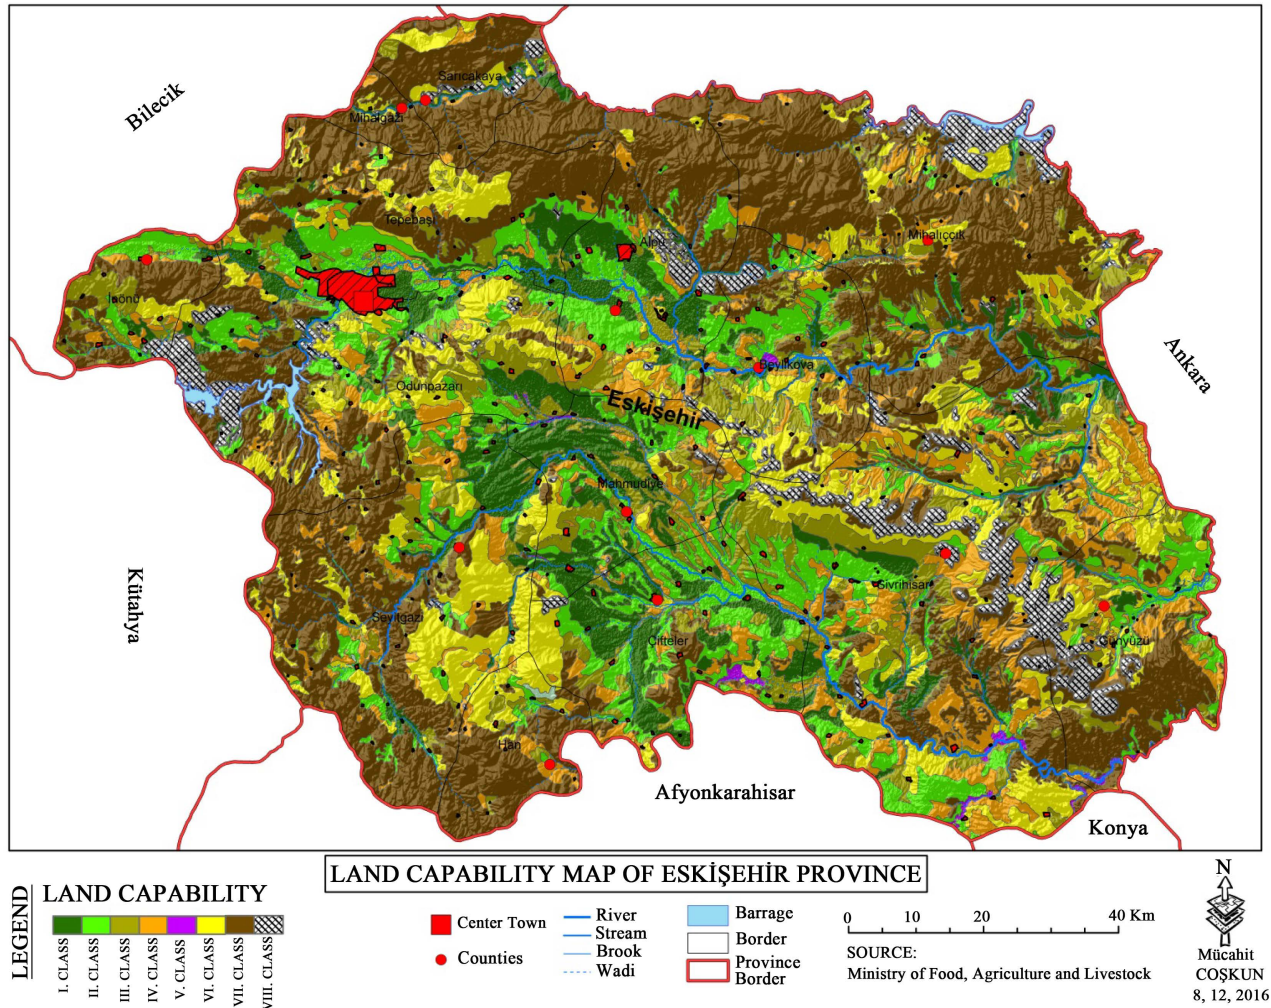 Bilecik
Sarıcakaya
Mihalgazi
Tepebaşı
Alpu
Mihalıççık
İnönü
Beylikova
Ankara
Odunpazarı
Eskişehir
Mahmudiye
Kütahya
Sivrihisar
Seyitgazi
Çifteler
Günyüzü
Han
Afyonkarahisar
Konya
LAND CAPABILITY MAP OF ESKİŞEHİR PROVINCE
LEGEND
LAND CAPABILITY
I. CLASS
II. CLASS
III. CLASS
IV. CLASS
V. CLASS
VI. CLASS
VII. CLASS
VIII. CLASS
Center Town
Counties
River
Stream
Brook
Wadi
Barrage
Border
Province
Border
0 10 20 40 Km
SOURCE:
Ministry of Food, Agriculture and Livestock
N
Mücahit
COŞKUN
8, 12, 2016